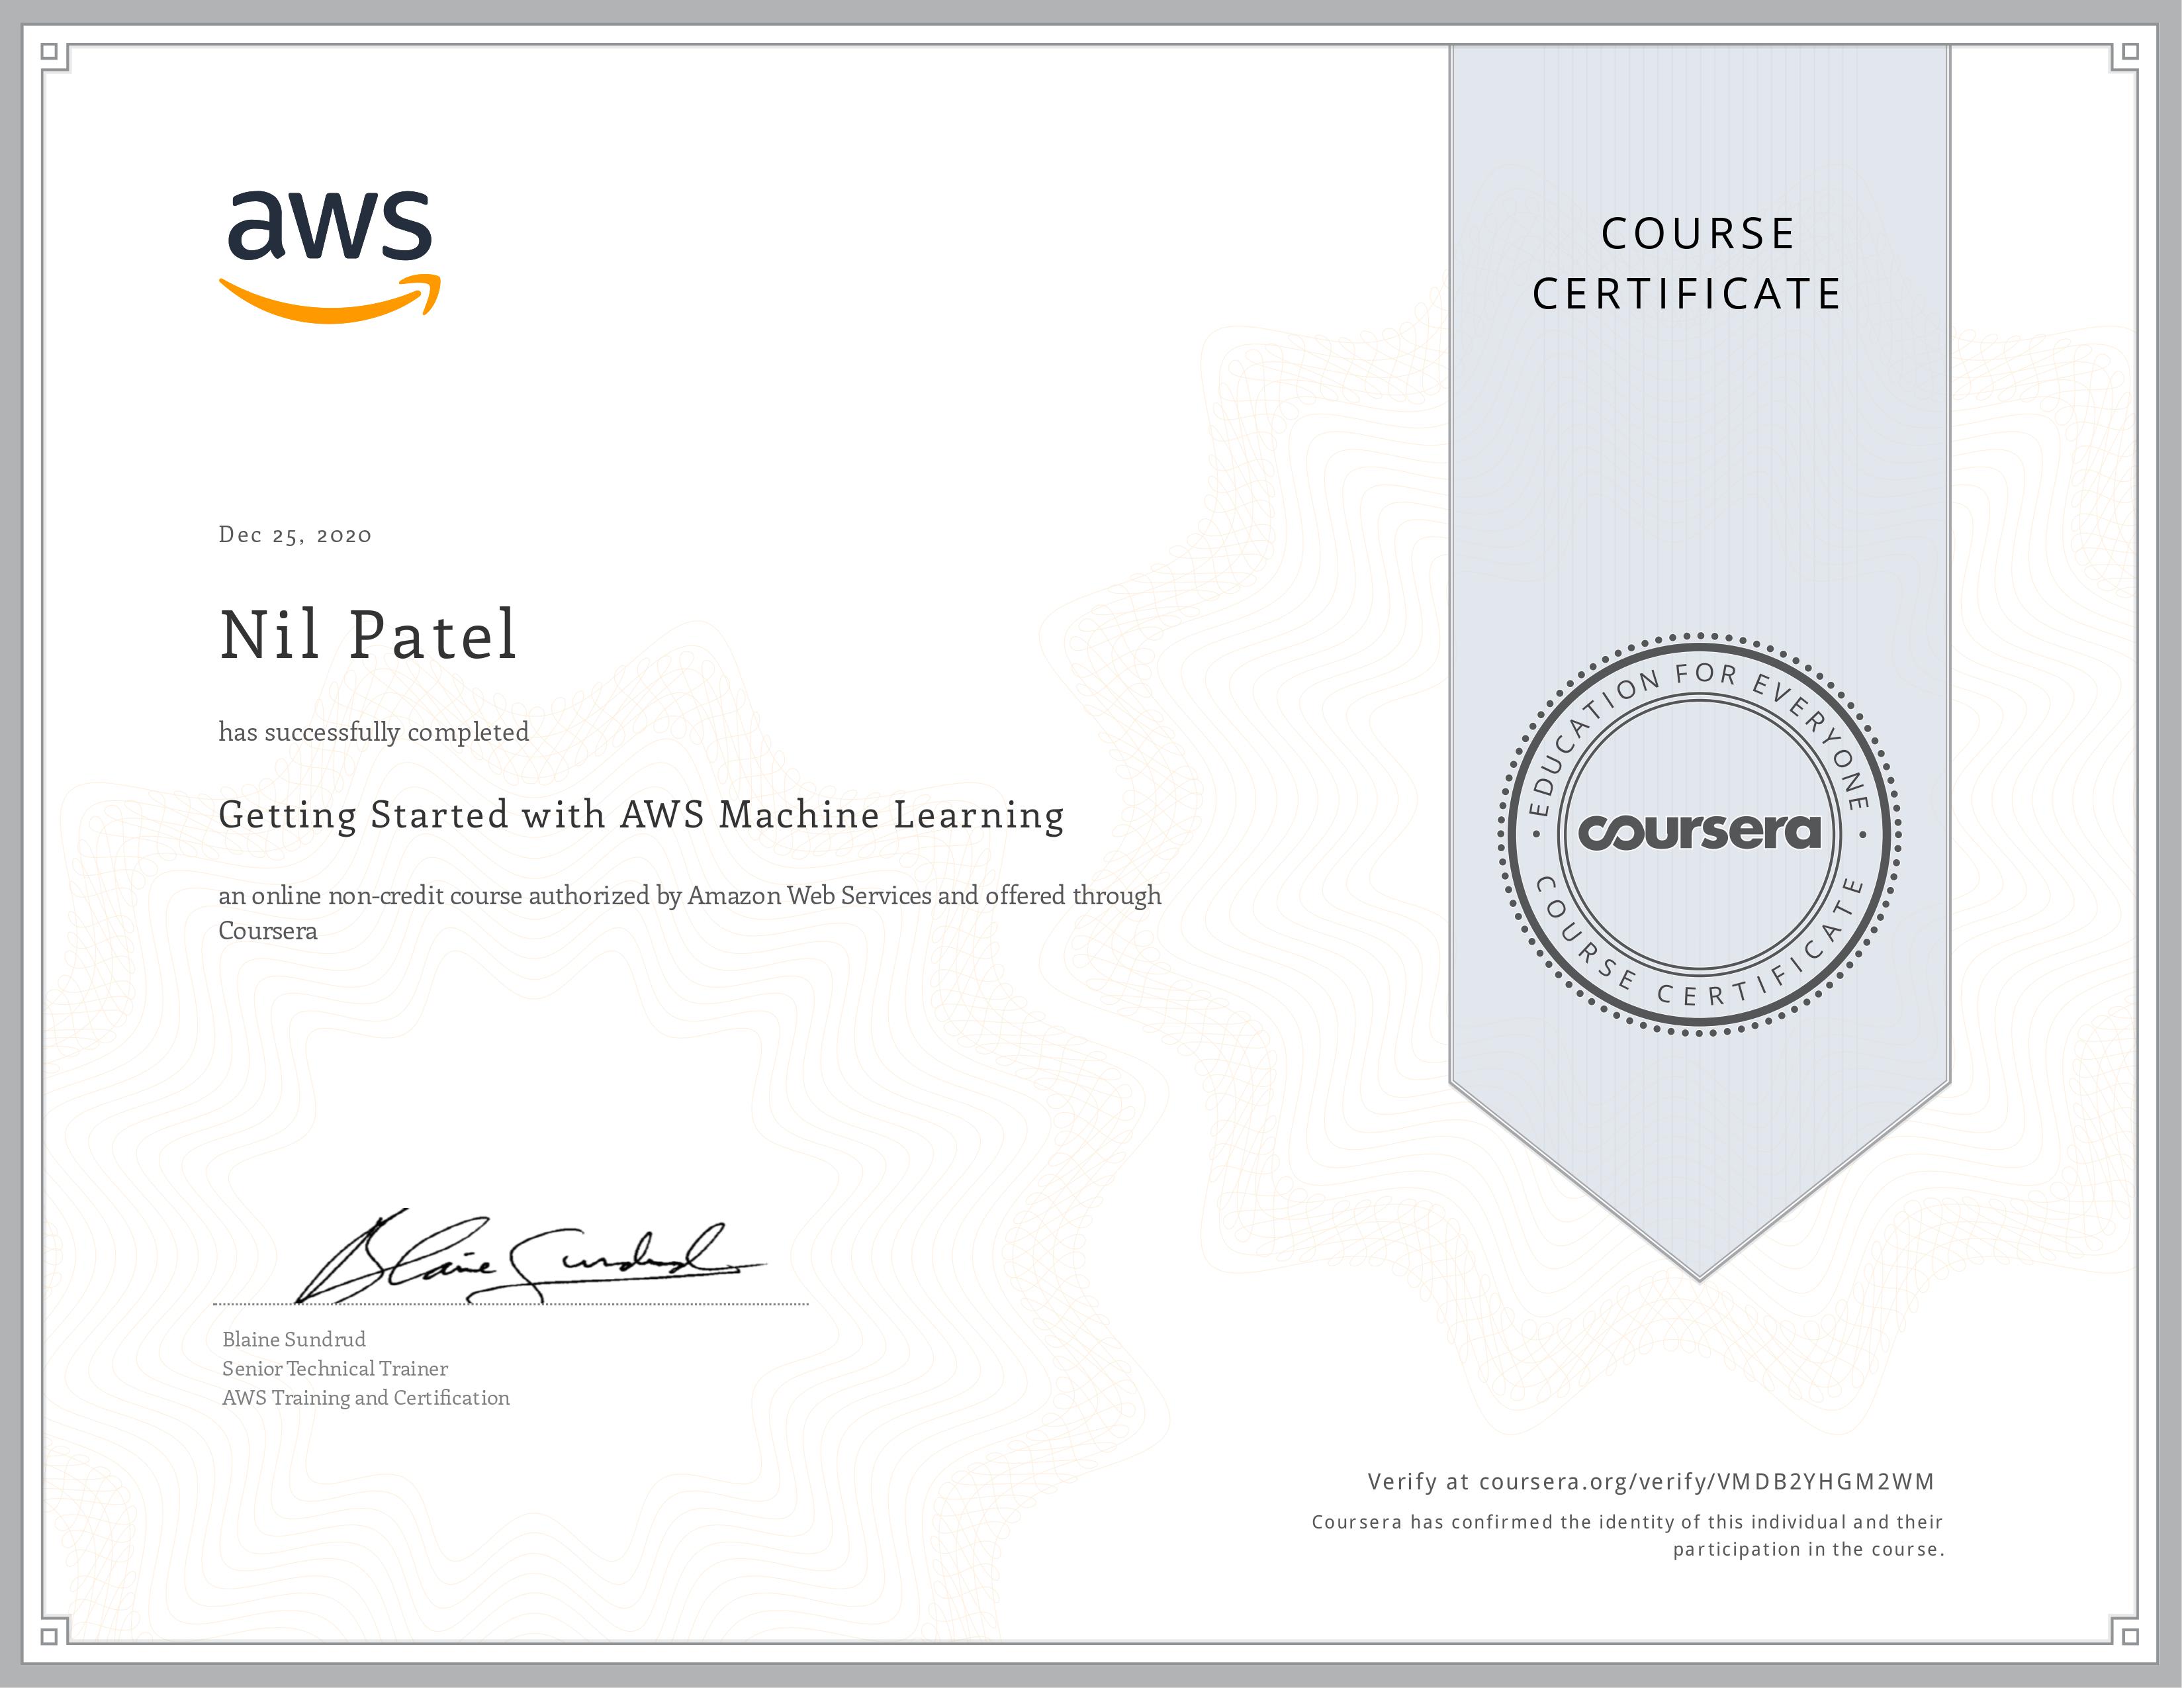 aws
COURSE
CERTIFICATE
Dec 25, 2020
Nil Patel
has successfully completed
Getting Started with AWS Machine Learning
an online non-credit course authorized by Amazon Web Services and offered through
Coursera
EDUCATION FOR EVERYONE
coursera
COURSE CERTIFICATE
Blaine Sundrud
Blaine Sundrud
Senior Technical Trainer
AWS Training and Certification
Verify at coursera.org/verify/VMDB2YHGM2WM
Coursera has confirmed the identity of this individual and their
participation in the course.